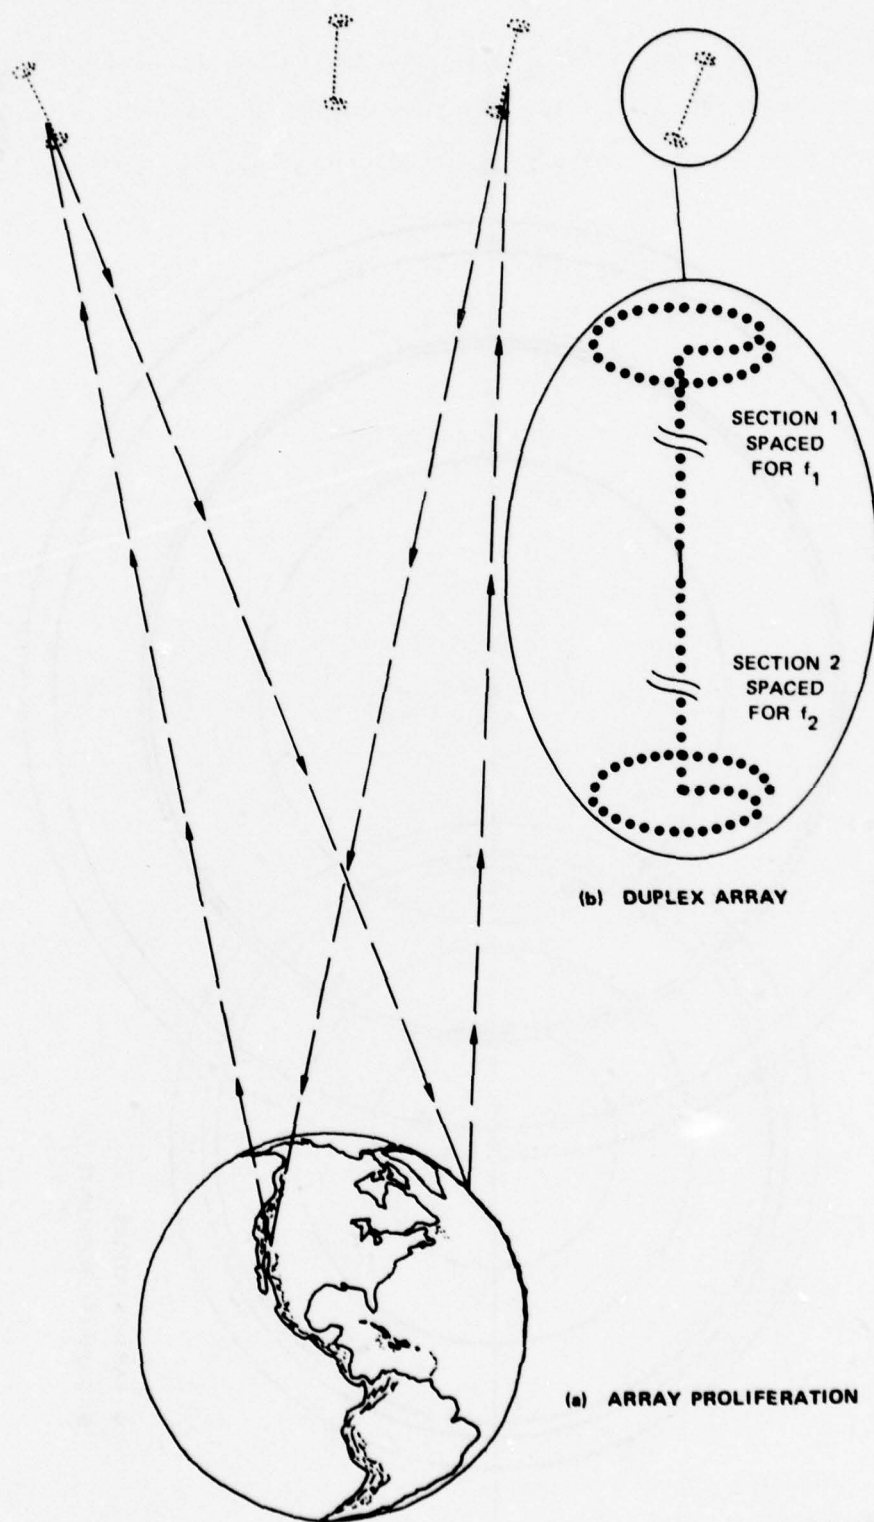 SECTION 1
SPACED
FOR f₁
SECTION 2
SPACED
FOR f₂
(b) DUPLEX ARRAY
(a) ARRAY PROLIFERATION